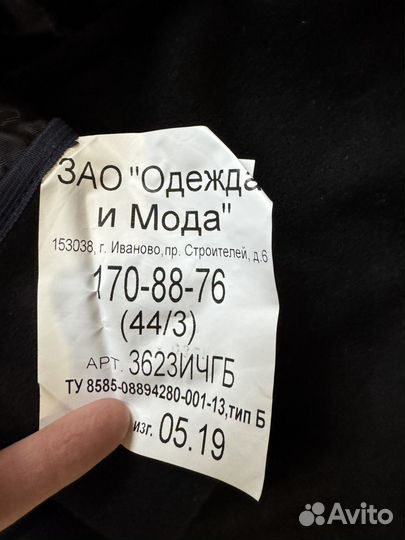 ЗАО "Одежда
и Мода"
153038, г. Иваново, пр. Строителей, д.6
170-88-76
(44/3)
АРТ. 3623ИЧГБ
ТУ 8585-08894280-001-13, тип Б
изг. 05.19
Avito